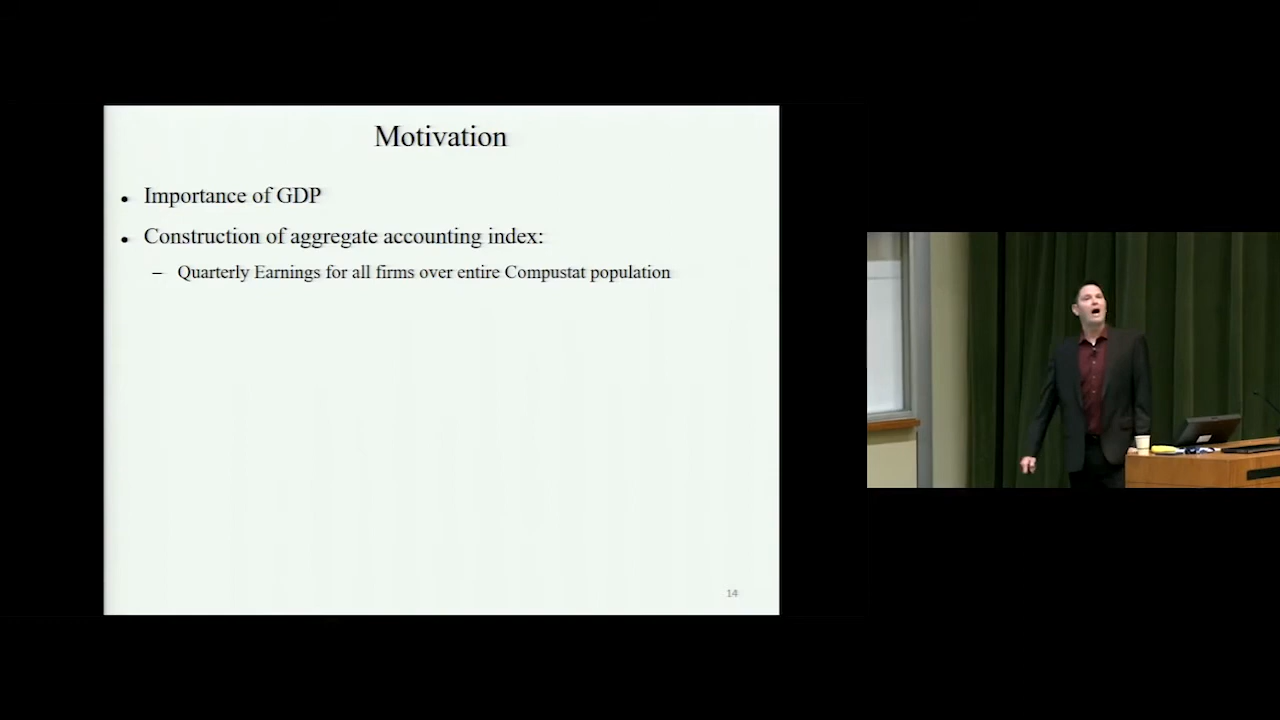 Motivation
• Importance of GDP
• Construction of aggregate accounting index:
– Quarterly Earnings for all firms over entire Compustat population
14